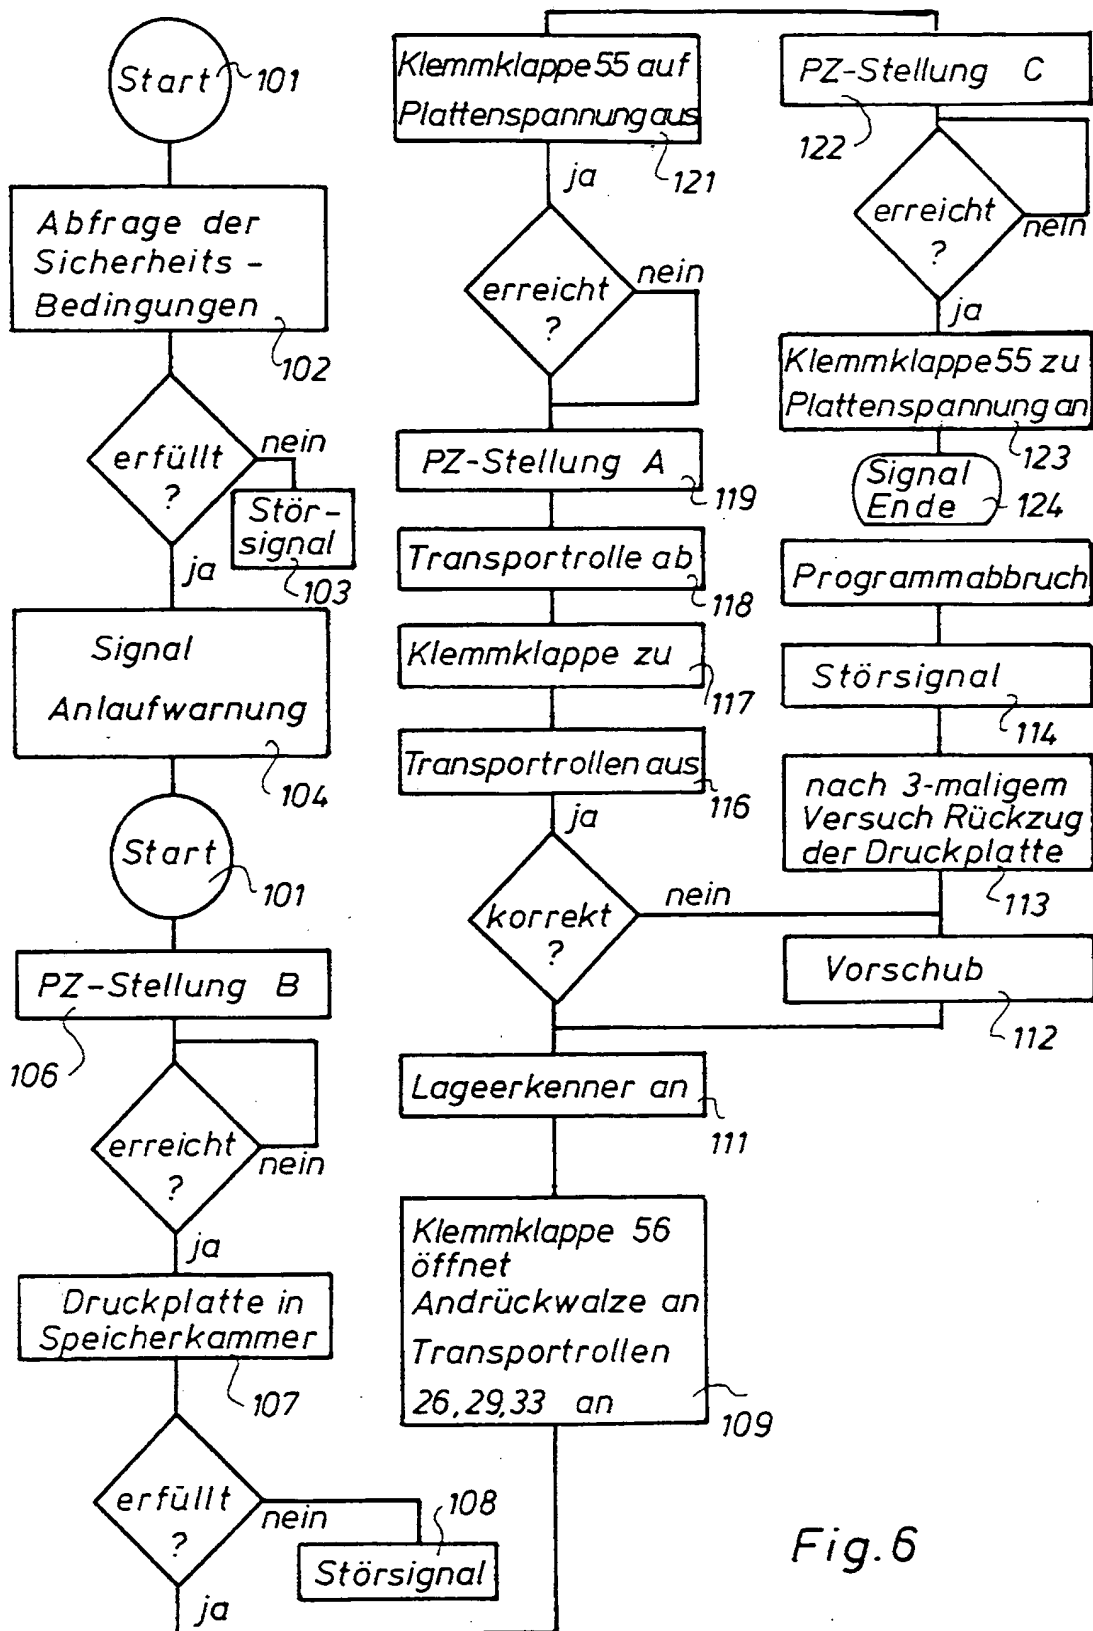 Start 101
Abfrage der
Sicherheits-
Bedingungen
102
erfüllt
?
nein
Stör-
signal
103
ja
Signal
Anlaufwarnung
104
Start
101
PZ-Stellung B
106
erreicht
?
nein
ja
Druckplatte in
Speicherkammer
107
erfüllt
?
nein
108
Störsignal
ja
Klemmklappe 55 auf
Plattenspannung aus
121
ja
erreicht
?
nein
PZ-Stellung A
119
Transportrolle ab
118
Klemmklappe zu
117
Transportrollen aus
116
ja
korrekt
?
nein
Lageerkenner an
111
Klemmklappe 56
öffnet
Andrückwalze an
Transportrollen
26,29,33 an
109
PZ-Stellung C
122
erreicht
?
nein
ja
Klemmklappe 55 zu
Plattenspannung an
123
Signal
Ende
124
Programmabbruch
Störsignal
114
nach 3-maligem
Versuch Rückzug
der Druckplatte
113
Vorschub
112
Fig. 6